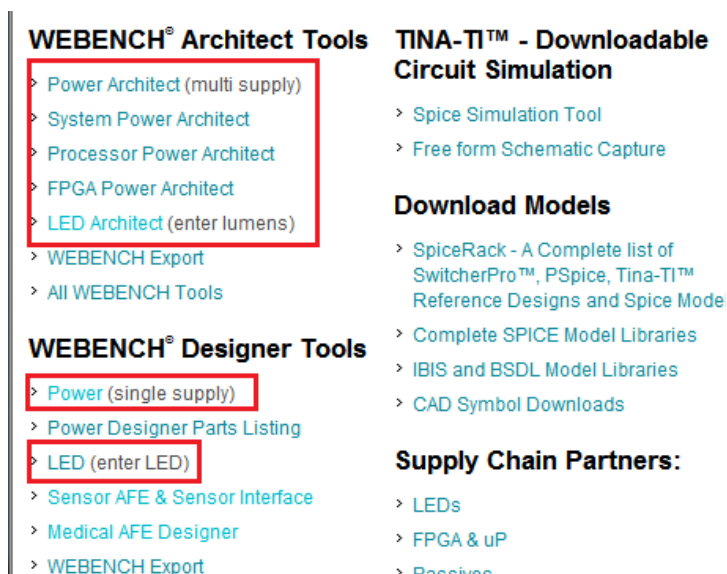 WEBENCH® Architect Tools
Power Architect (multi supply)
System Power Architect
Processor Power Architect
FPGA Power Architect
LED Architect (enter lumens)
WEBENCH Export
All WEBENCH Tools
WEBENCH® Designer Tools
Power (single supply)
Power Designer Parts Listing
LED (enter LED)
Sensor AFE & Sensor Interface
Medical AFE Designer
WEBENCH Export
TINA-TI™ - Downloadable
Circuit Simulation
Spice Simulation Tool
Free form Schematic Capture
Download Models
SpiceRack - A Complete list of
SwitcherPro™, PSpice, Tina-TI™
Reference Designs and Spice Model
Complete SPICE Model Libraries
IBIS and BSDL Model Libraries
CAD Symbol Downloads
Supply Chain Partners:
LEDs
FPGA & uP
Passives